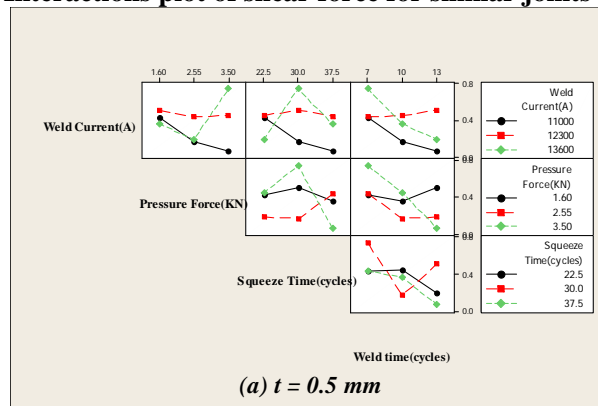 Interactions plot of shear force for similar joints
1.60 2.55 3.50 22.5 30.0 37.5 7 10 13
0.8
Weld Current(A)
0.4
0.0
Weld
Current(A)
11000
12300
13600
0.8
Pressure Force(KN)
0.4
0.0
Pressure
Force(KN)
1.60
2.55
3.50
0.8
Squeeze Time(cycles)
0.4
0.0
Squeeze
Time(cycles)
22.5
30.0
37.5
Weld time(cycles)
(a) t = 0.5 mm